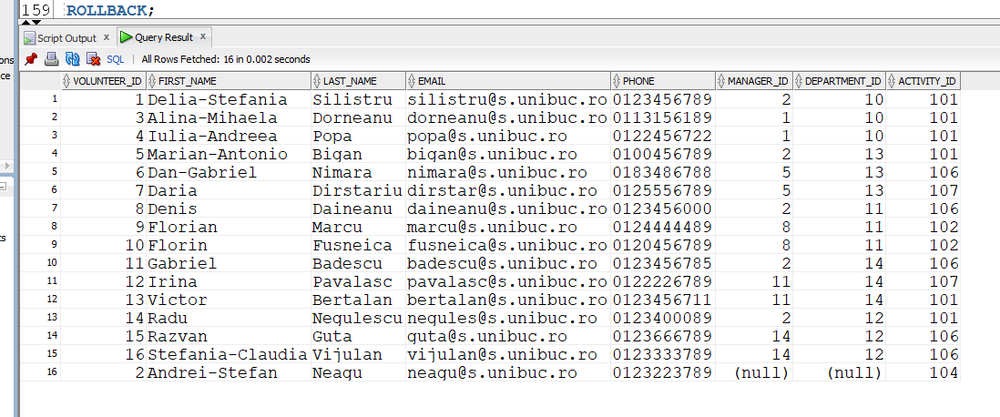 159 ROLLBACK;
Script Output x Query Result x
ons
ce SQL | All Rows Fetched: 16 in 0.002 seconds
VOLUNTEER_ID FIRST_NAME LAST_NAME EMAIL PHONE MANAGER_ID DEPARTMENT_ID ACTIVITY_ID
1 1 Delia-Stefania Silistru silistru@s.unibuc.ro 0123456789 2 10 101
2 3 Alina-Mihaela Dorneanu dorneanu@s.unibuc.ro 0113156189 1 10 101
3 4 Iulia-Andreea Popa popa@s.unibuc.ro 0122456722 1 10 101
4 5 Marian-Antonio Bigan bigan@s.unibuc.ro 0100456789 2 13 101
5 6 Dan-Gabriel Nimara nimara@s.unibuc.ro 0183486788 5 13 106
6 7 Daria Dirstariu dirstar@s.unibuc.ro 0125556789 5 13 107
7 8 Denis Daineanu daineanu@s.unibuc.ro 0123456000 2 11 106
8 9 Florian Marcu marcu@s.unibuc.ro 0124444489 8 11 102
9 10 Florin Fusneica fusneica@s.unibuc.ro 0120456789 8 11 102
10 11 Gabriel Badescu badescu@s.unibuc.ro 0123456785 2 14 106
11 12 Irina Pavalasc pavalasc@s.unibuc.ro 0122226789 11 14 107
12 13 Victor Bertalan bertalan@s.unibuc.ro 0123456711 11 14 101
13 14 Radu Negulescu negules@s.unibuc.ro 0123400089 2 12 101
14 15 Razvan Guta guta@s.unibuc.ro 0123666789 14 12 106
15 16 Stefania-Claudia Vijulan vijulan@s.unibuc.ro 0123333789 14 12 106
16 2 Andrei-Stefan Neagu neagu@s.unibuc.ro 0123223789 (null) (null) 104